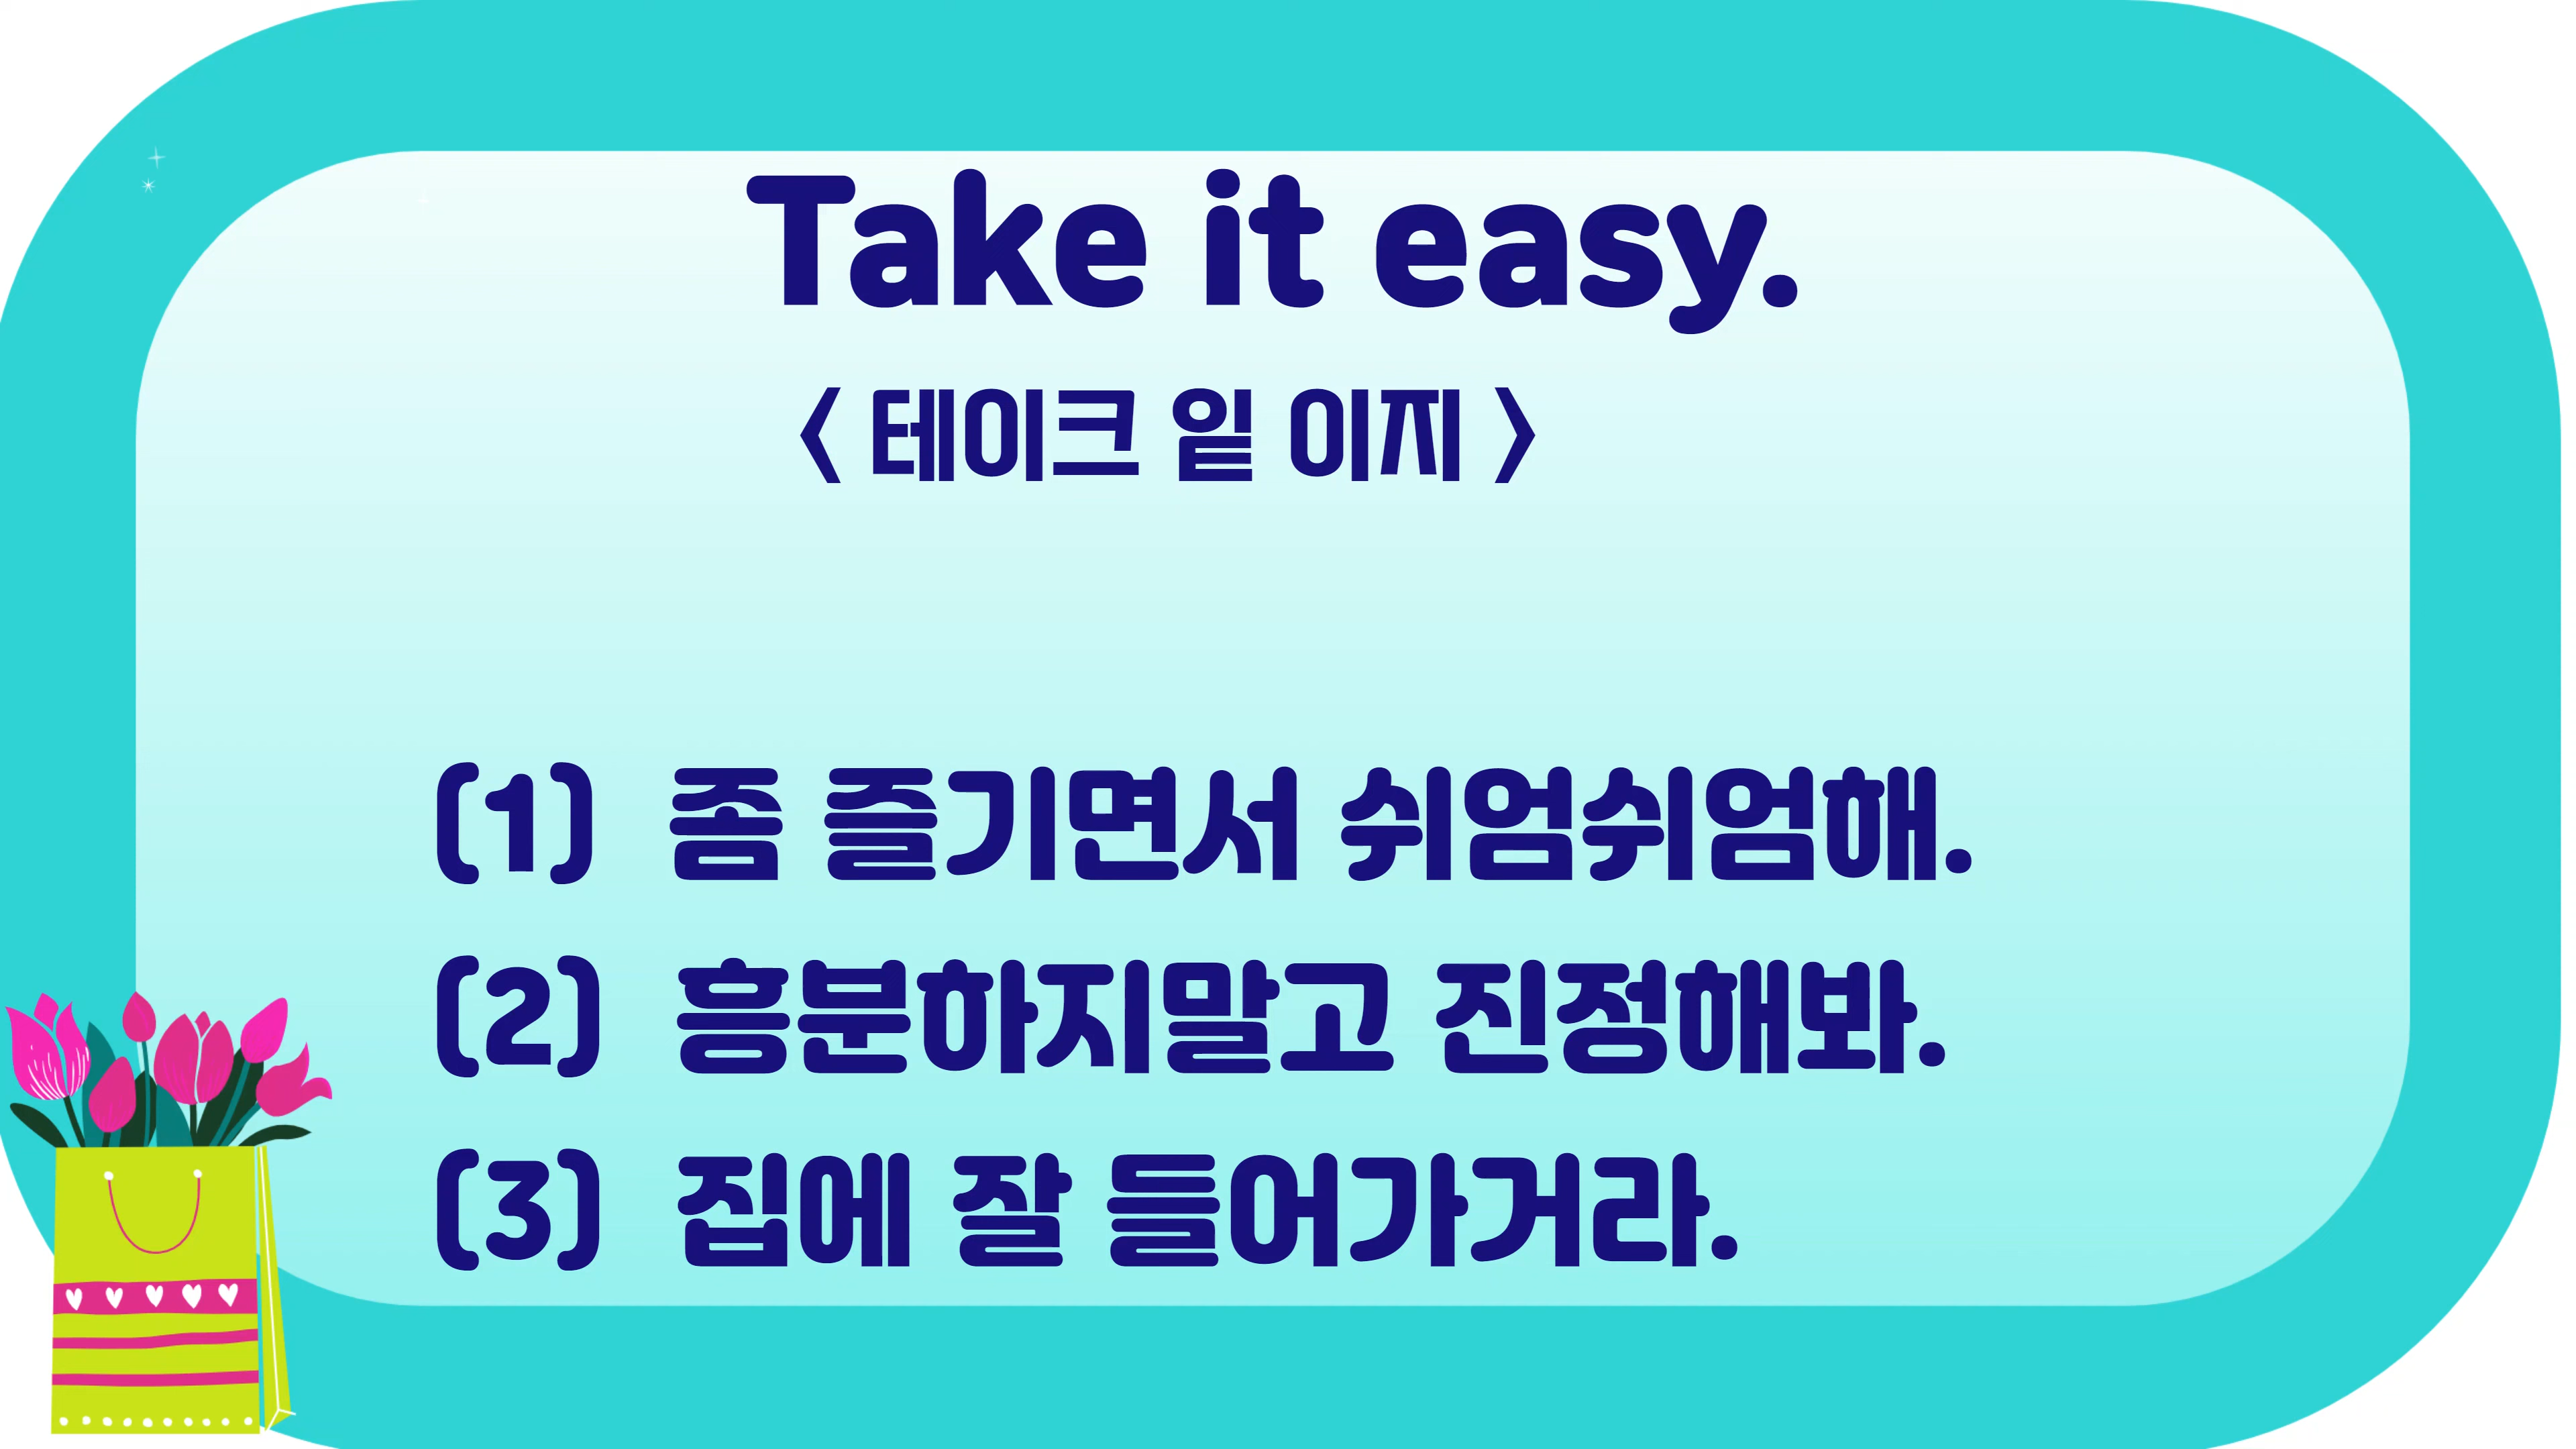 Take it easy.
< 테이크 잍 이지 >
(1) 좀 즐기면서 쉬엄쉬엄해.
(2) 흥분하지말고 진정해봐.
(3) 집에 잘 들어가거라.